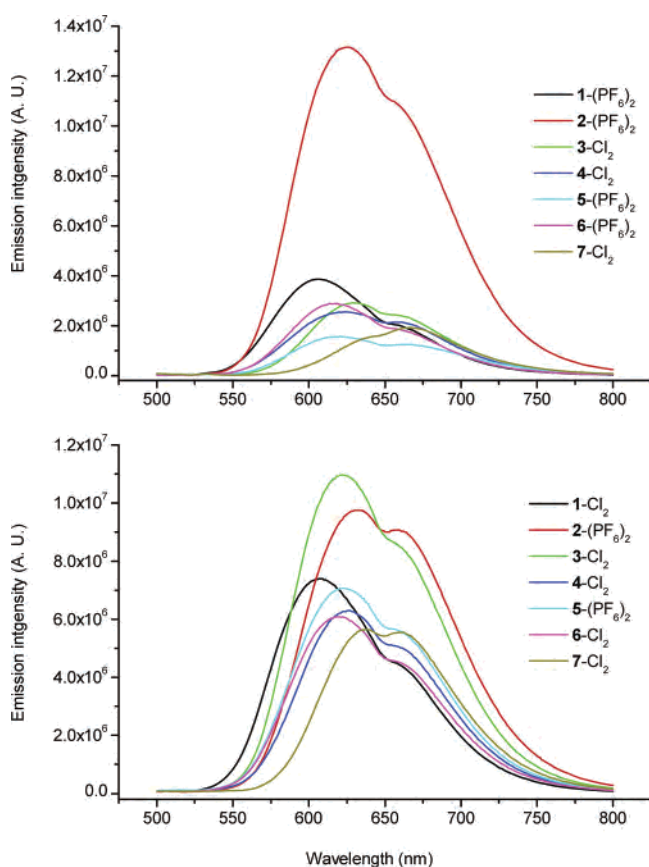 Emission intgensity (A. U.)
1.4x10⁷
1.2x10⁷
1.0x10⁷
8.0x10⁶
6.0x10⁶
4.0x10⁶
2.0x10⁶
0.0
1-(PF₆)₂
2-(PF₆)₂
3-Cl₂
4-Cl₂
5-(PF₆)₂
6-(PF₆)₂
7-Cl₂
500 550 600 650 700 750 800
Emission intgensity (A. U.)
1.2x10⁷
1.0x10⁷
8.0x10⁶
6.0x10⁶
4.0x10⁶
2.0x10⁶
0.0
1-Cl₂
2-(PF₆)₂
3-Cl₂
4-Cl₂
5-(PF₆)₂
6-Cl₂
7-Cl₂
500 550 600 650 700 750 800
Wavelength (nm)